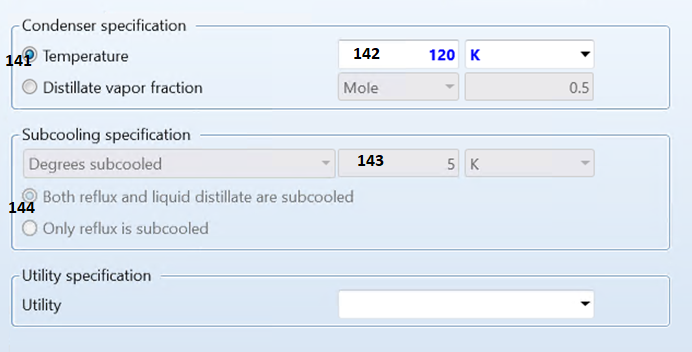 Condenser specification
141 Temperature 142 120 K
Distillate vapor fraction Mole 0.5
Subcooling specification
Degrees subcooled 143 5 K
144 Both reflux and liquid distillate are subcooled
Only reflux is subcooled
Utility specification
Utility